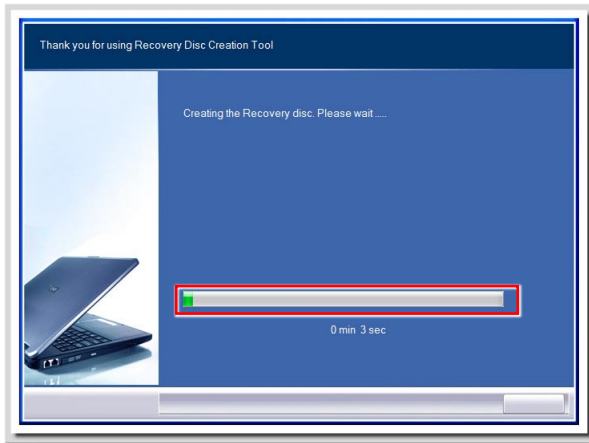 Thank you for using Recovery Disc Creation Tool
Creating the Recovery disc. Please wait .....
0 min 3 sec